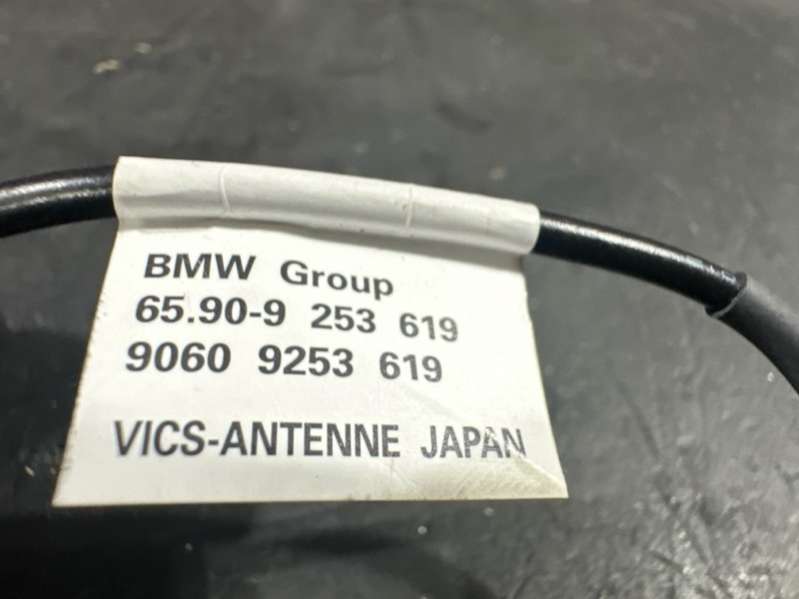 BMW Group
65.90-9 253 619
9060 9253 619
VICS-ANTENNE JAPAN